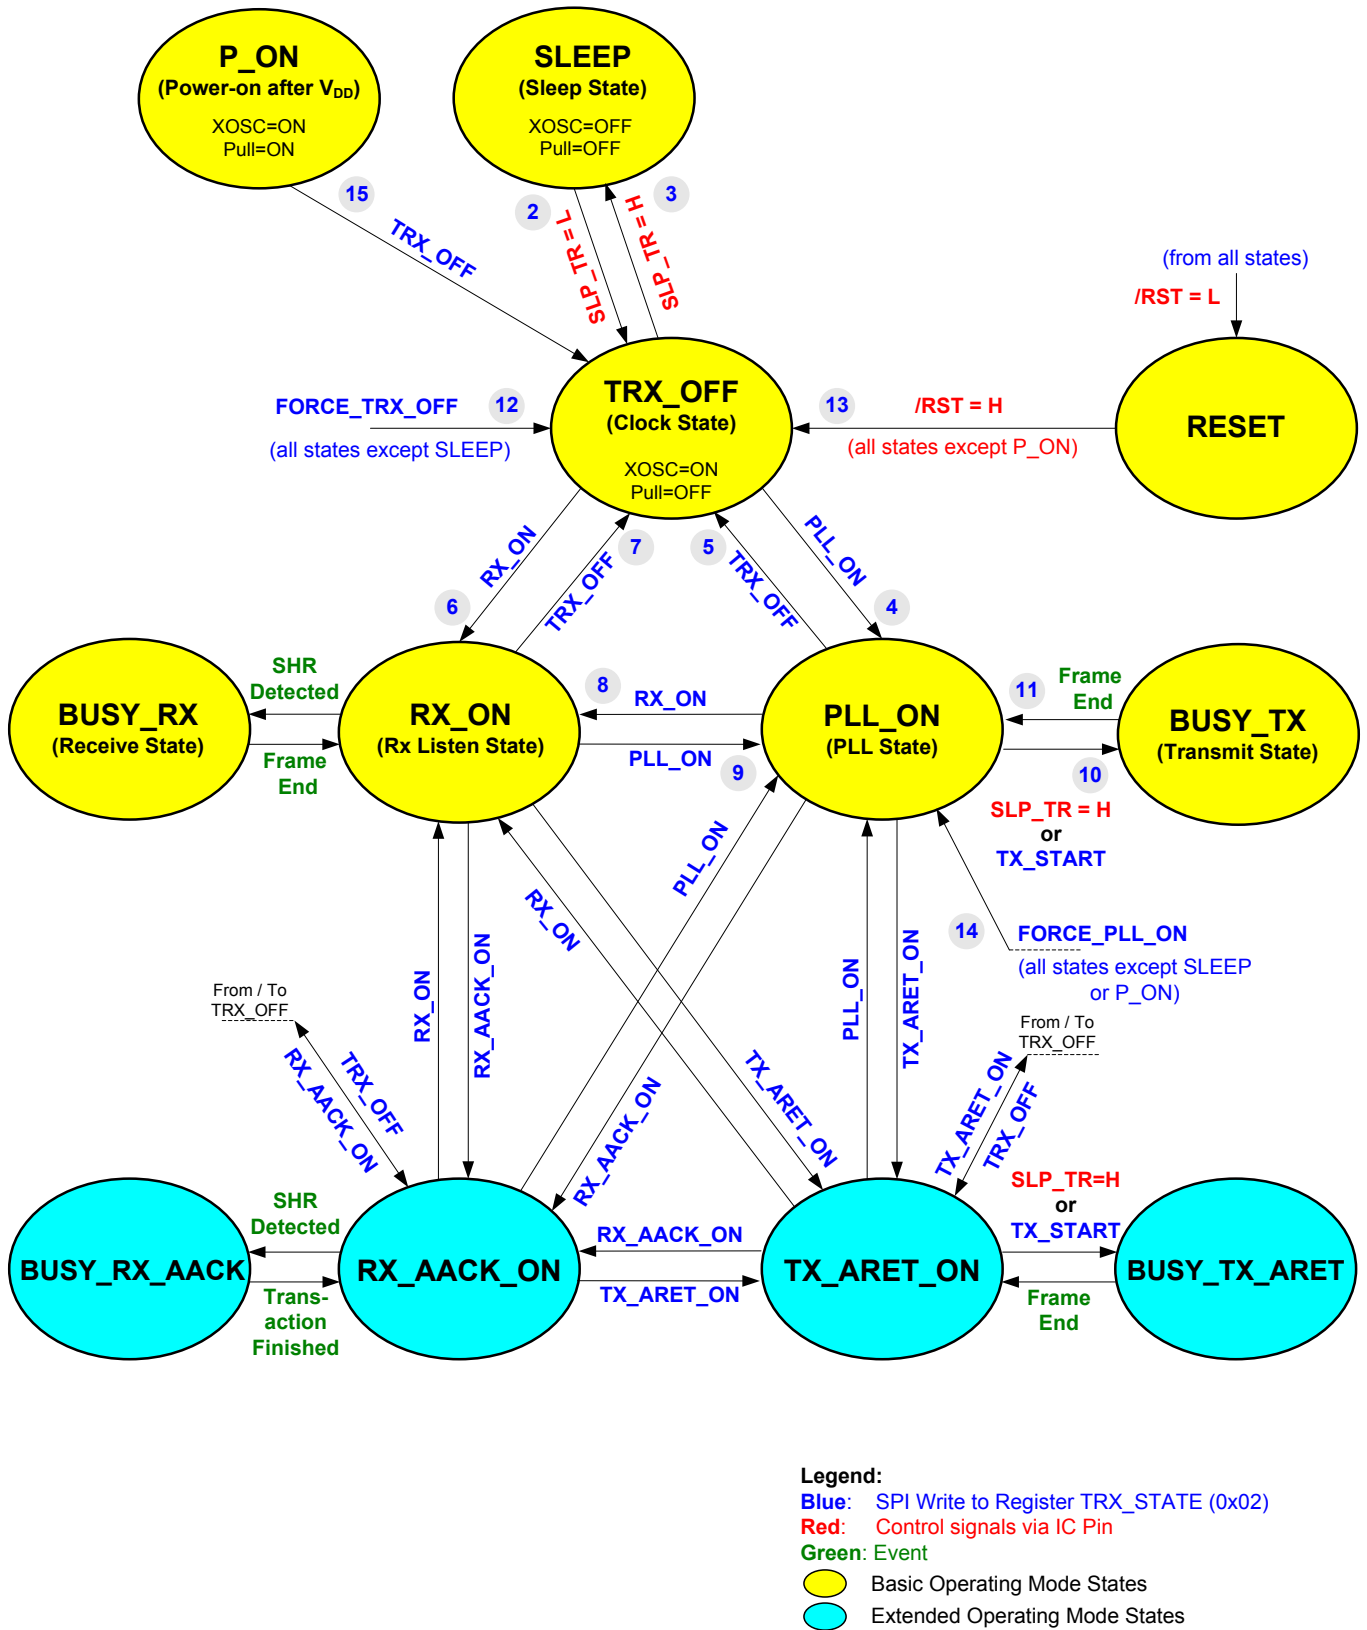 P_ON
(Power-on after VDD)
XOSC=ON
Pull=ON
SLEEP
(Sleep State)
XOSC=OFF
Pull=OFF
15
TRX_OFF
2
SLP_TR = L
SLP_TR = H
3
(from all states)
/RST = L
FORCE_TRX_OFF
12
(all states except SLEEP)
TRX_OFF
(Clock State)
XOSC=ON
Pull=OFF
13
/RST = H
(all states except P_ON)
RESET
RX_ON
6
TRX_OFF
7
5
TRX_OFF
PLL_ON
4
BUSY_RX
(Receive State)
SHR
Detected
Frame
End
RX_ON
(Rx Listen State)
8
RX_ON
PLL_ON
9
PLL_ON
(PLL State)
11
Frame
End
10
SLP_TR = H
or
TX_START
BUSY_TX
(Transmit State)
14
FORCE_PLL_ON
(all states except SLEEP
or P_ON)
PLL_ON
RX_ON
RX_ON
RX_AACK_ON
PLL_ON
TX_ARET_ON
TX_ARET_ON
RX_AACK_ON
From / To
TRX_OFF
TRX_OFF
RX_AACK_ON
From / To
TRX_OFF
TX_ARET_ON
TRX_OFF
BUSY_RX_AACK
SHR
Detected
Trans-
action
Finished
RX_AACK_ON
RX_AACK_ON
TX_ARET_ON
TX_ARET_ON
SLP_TR=H
or
TX_START
Frame
End
BUSY_TX_ARET
Legend:
Blue: SPI Write to Register TRX_STATE (0x02)
Red: Control signals via IC Pin
Green: Event
Basic Operating Mode States
Extended Operating Mode States